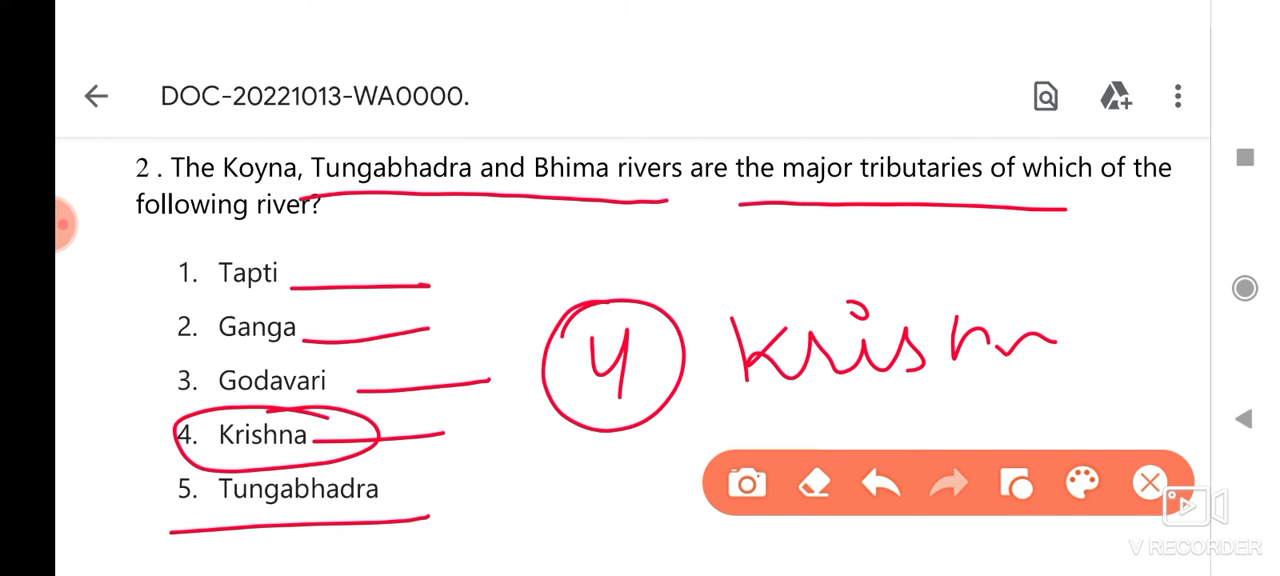 DOC-20221013-WA0000.
2 . The Koyna, Tungabhadra and Bhima rivers are the major tributaries of which of the
following river?
1. Tapti
2. Ganga
3. Godavari
4. Krishna
5. Tungabhadra
4 Krishn
V RECORDER